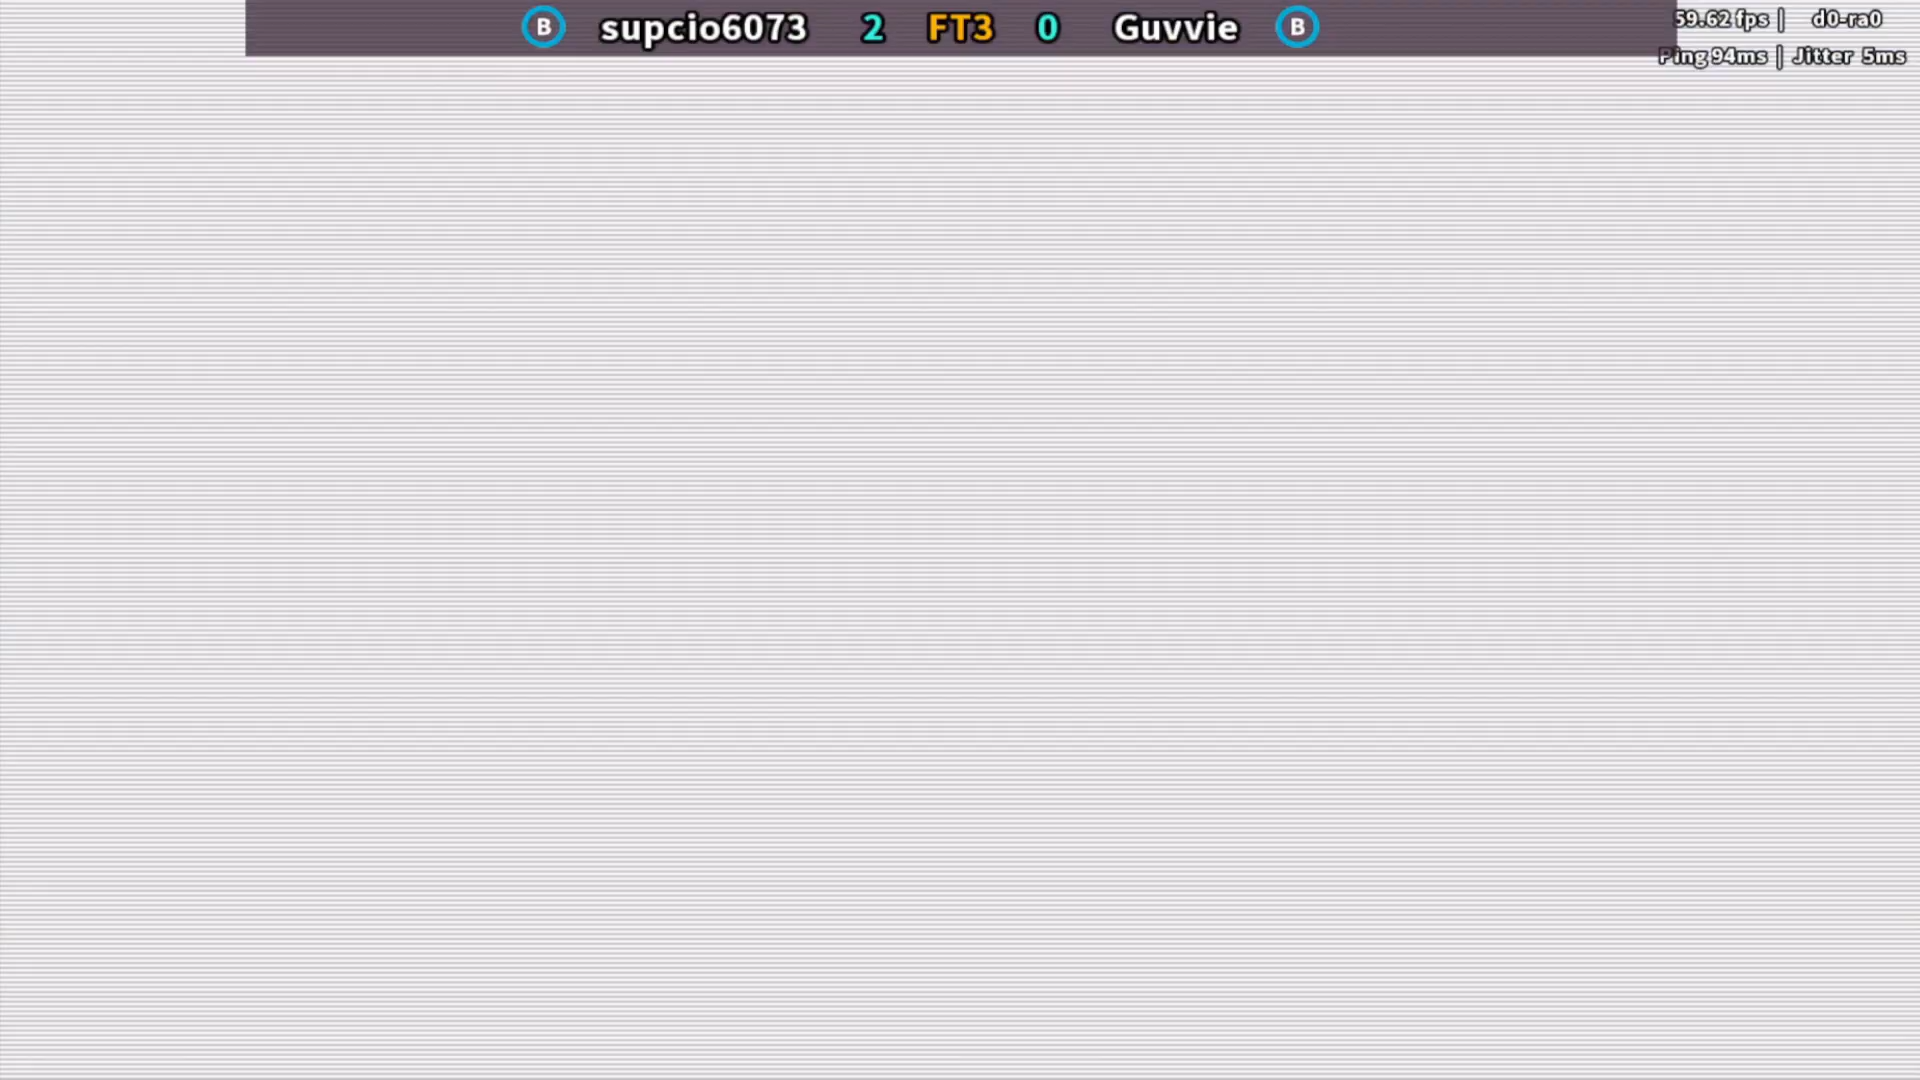 B supcio6073 2 FT3 0 Guvvie B
59.62 fps | d0-ra0
Ping 94ms | Jitter 5ms